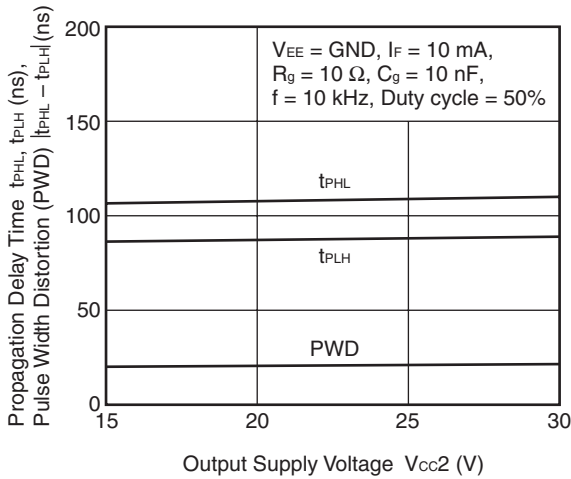 Propagation Delay Time tPHL, tPLH (ns),
Pulse Width Distortion (PWD) |tPHL – tPLH|(ns)
200
150
100
50
0
VEE = GND, IF = 10 mA,
Rg = 10 Ω, Cg = 10 nF,
f = 10 kHz, Duty cycle = 50%
tPHL
tPLH
PWD
15
20
25
30
Output Supply Voltage VCC2 (V)